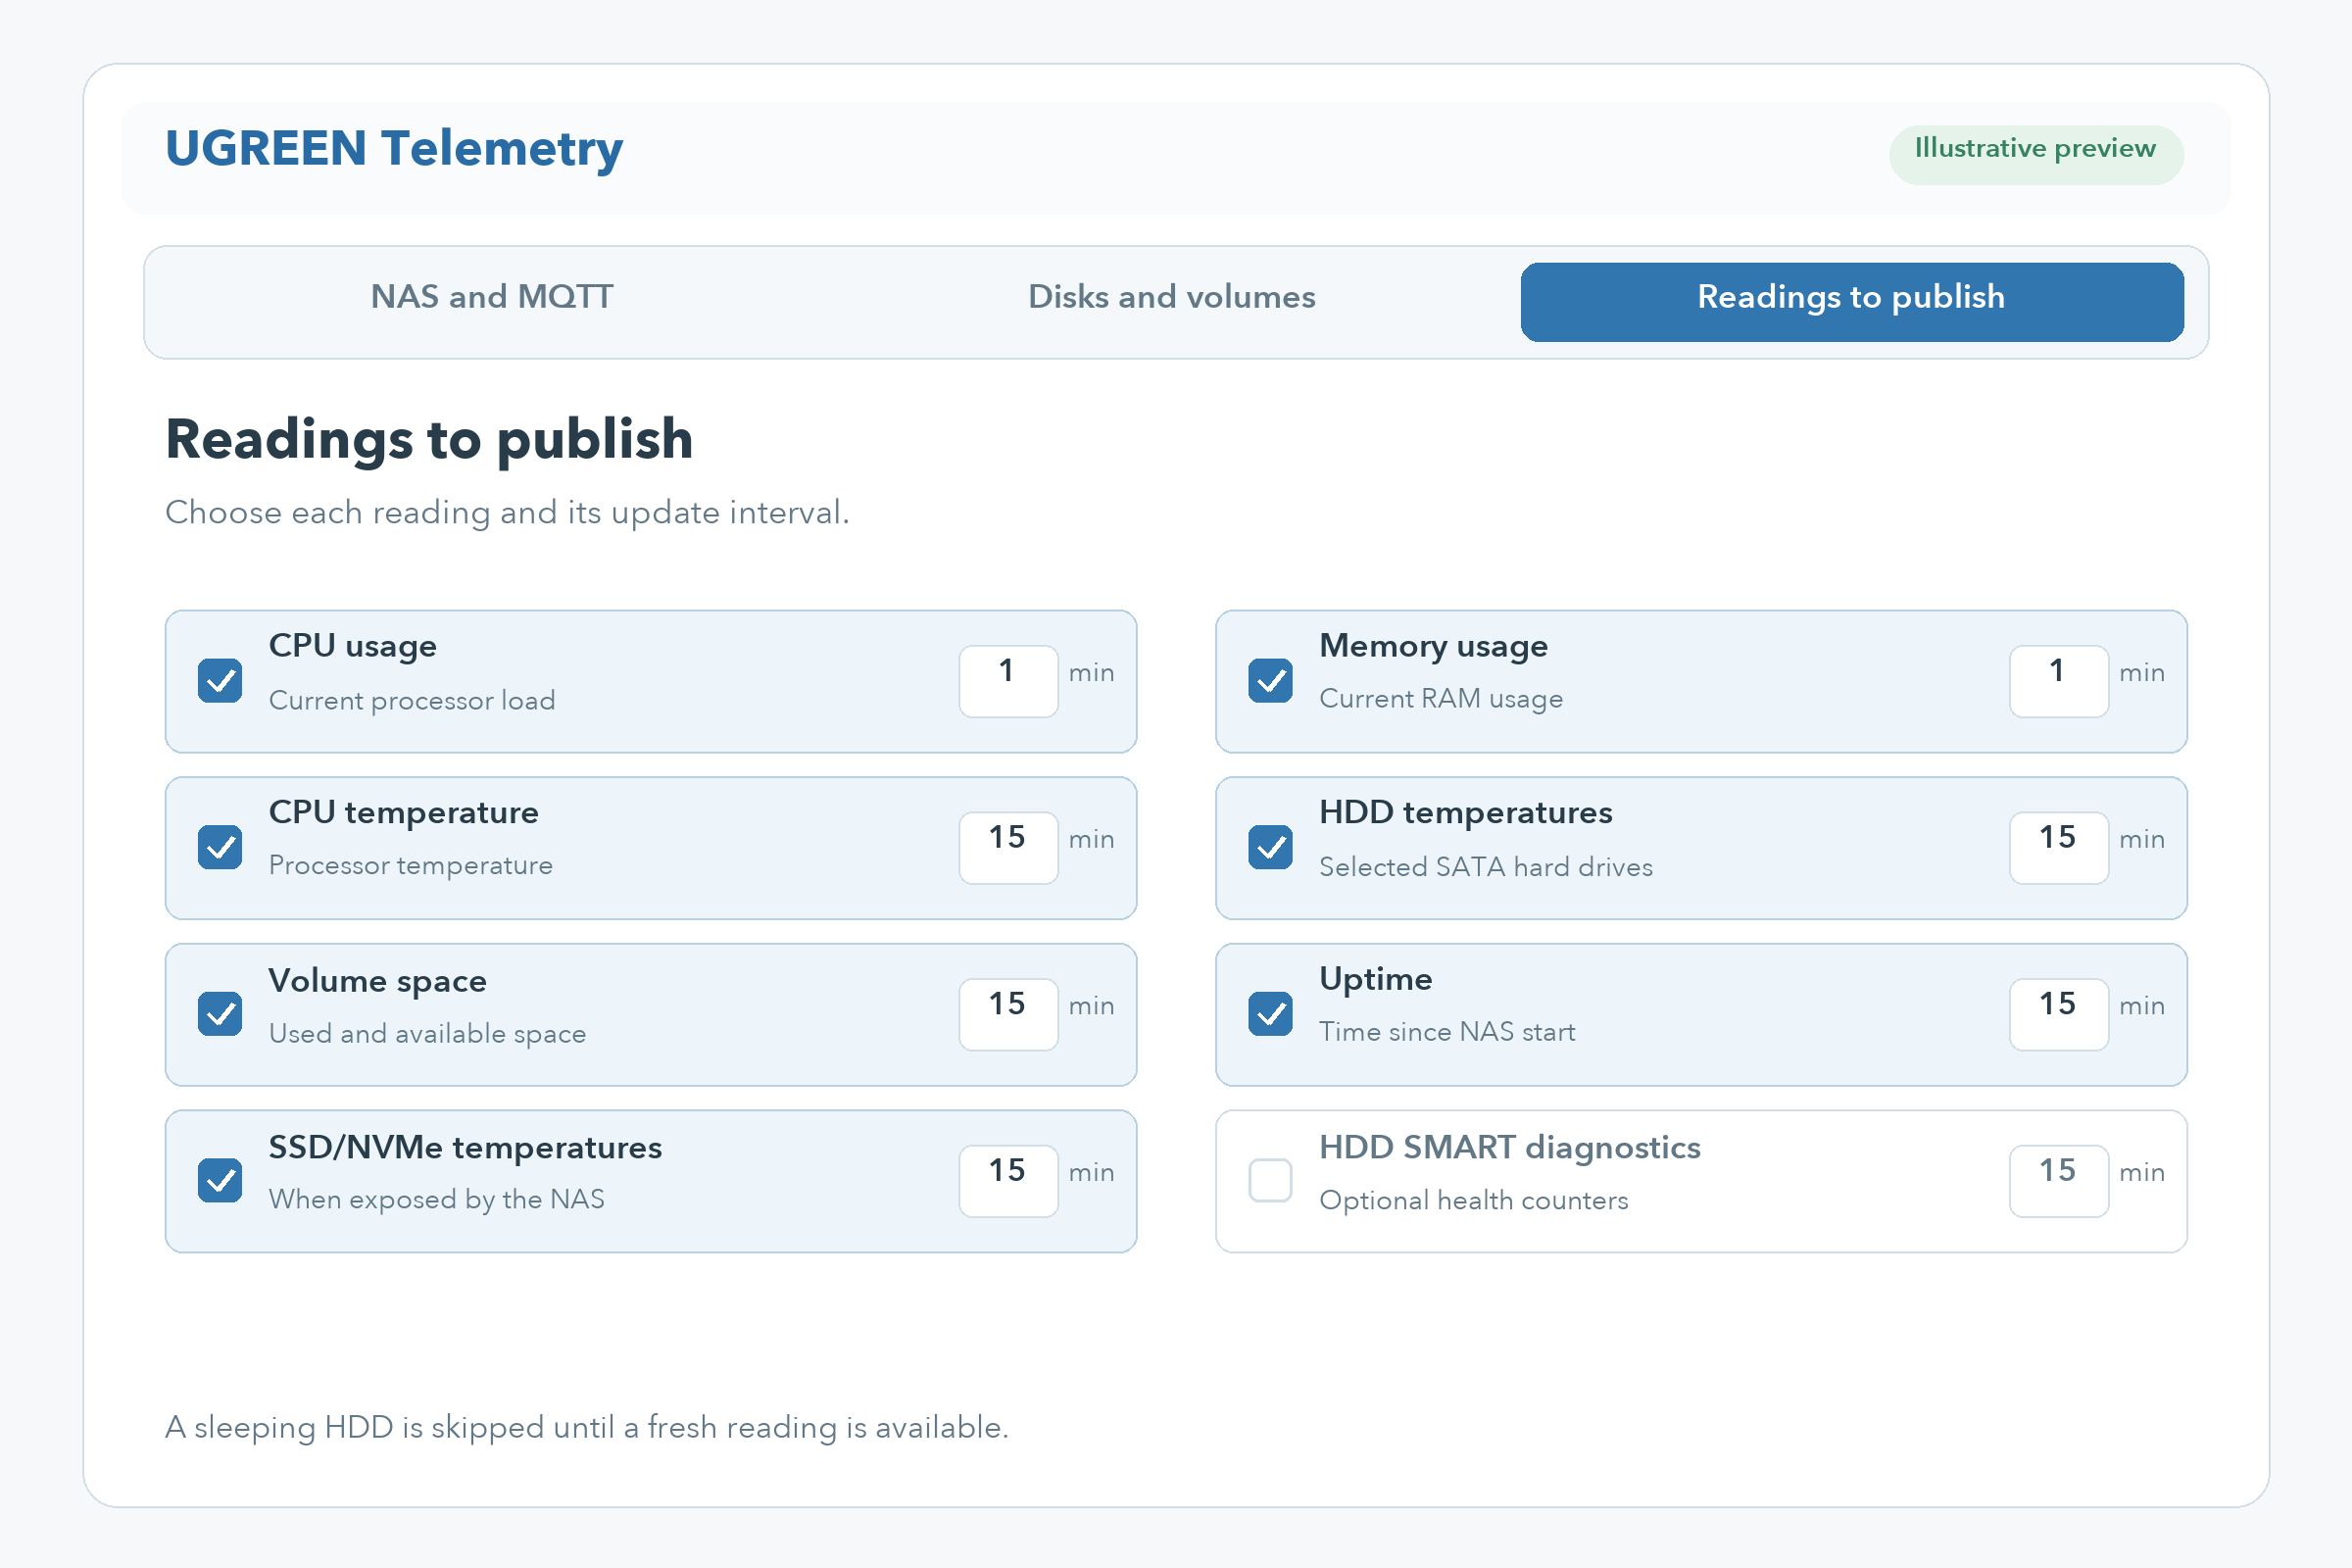 UGREEN Telemetry
Illustrative preview
NAS and MQTT
Disks and volumes
Readings to publish
Readings to publish
Choose each reading and its update interval.
CPU usage
Current processor load
1 min
Memory usage
Current RAM usage
1 min
CPU temperature
Processor temperature
15 min
HDD temperatures
Selected SATA hard drives
15 min
Volume space
Used and available space
15 min
Uptime
Time since NAS start
15 min
SSD/NVMe temperatures
When exposed by the NAS
15 min
HDD SMART diagnostics
Optional health counters
15 min
A sleeping HDD is skipped until a fresh reading is available.